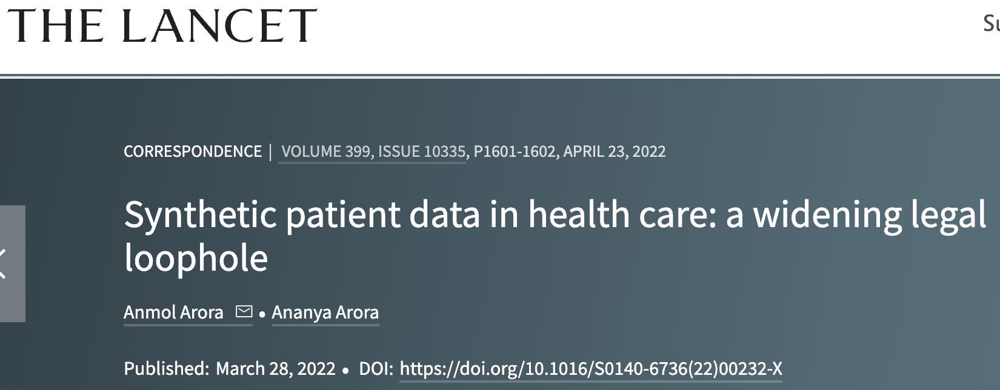 THE LANCET
CORRESPONDENCE | VOLUME 399, ISSUE 10335, P1601-1602, APRIL 23, 2022
Synthetic patient data in health care: a widening legal
loophole
Anmol Arora • Ananya Arora
Published: March 28, 2022 • DOI: https://doi.org/10.1016/S0140-6736(22)00232-X